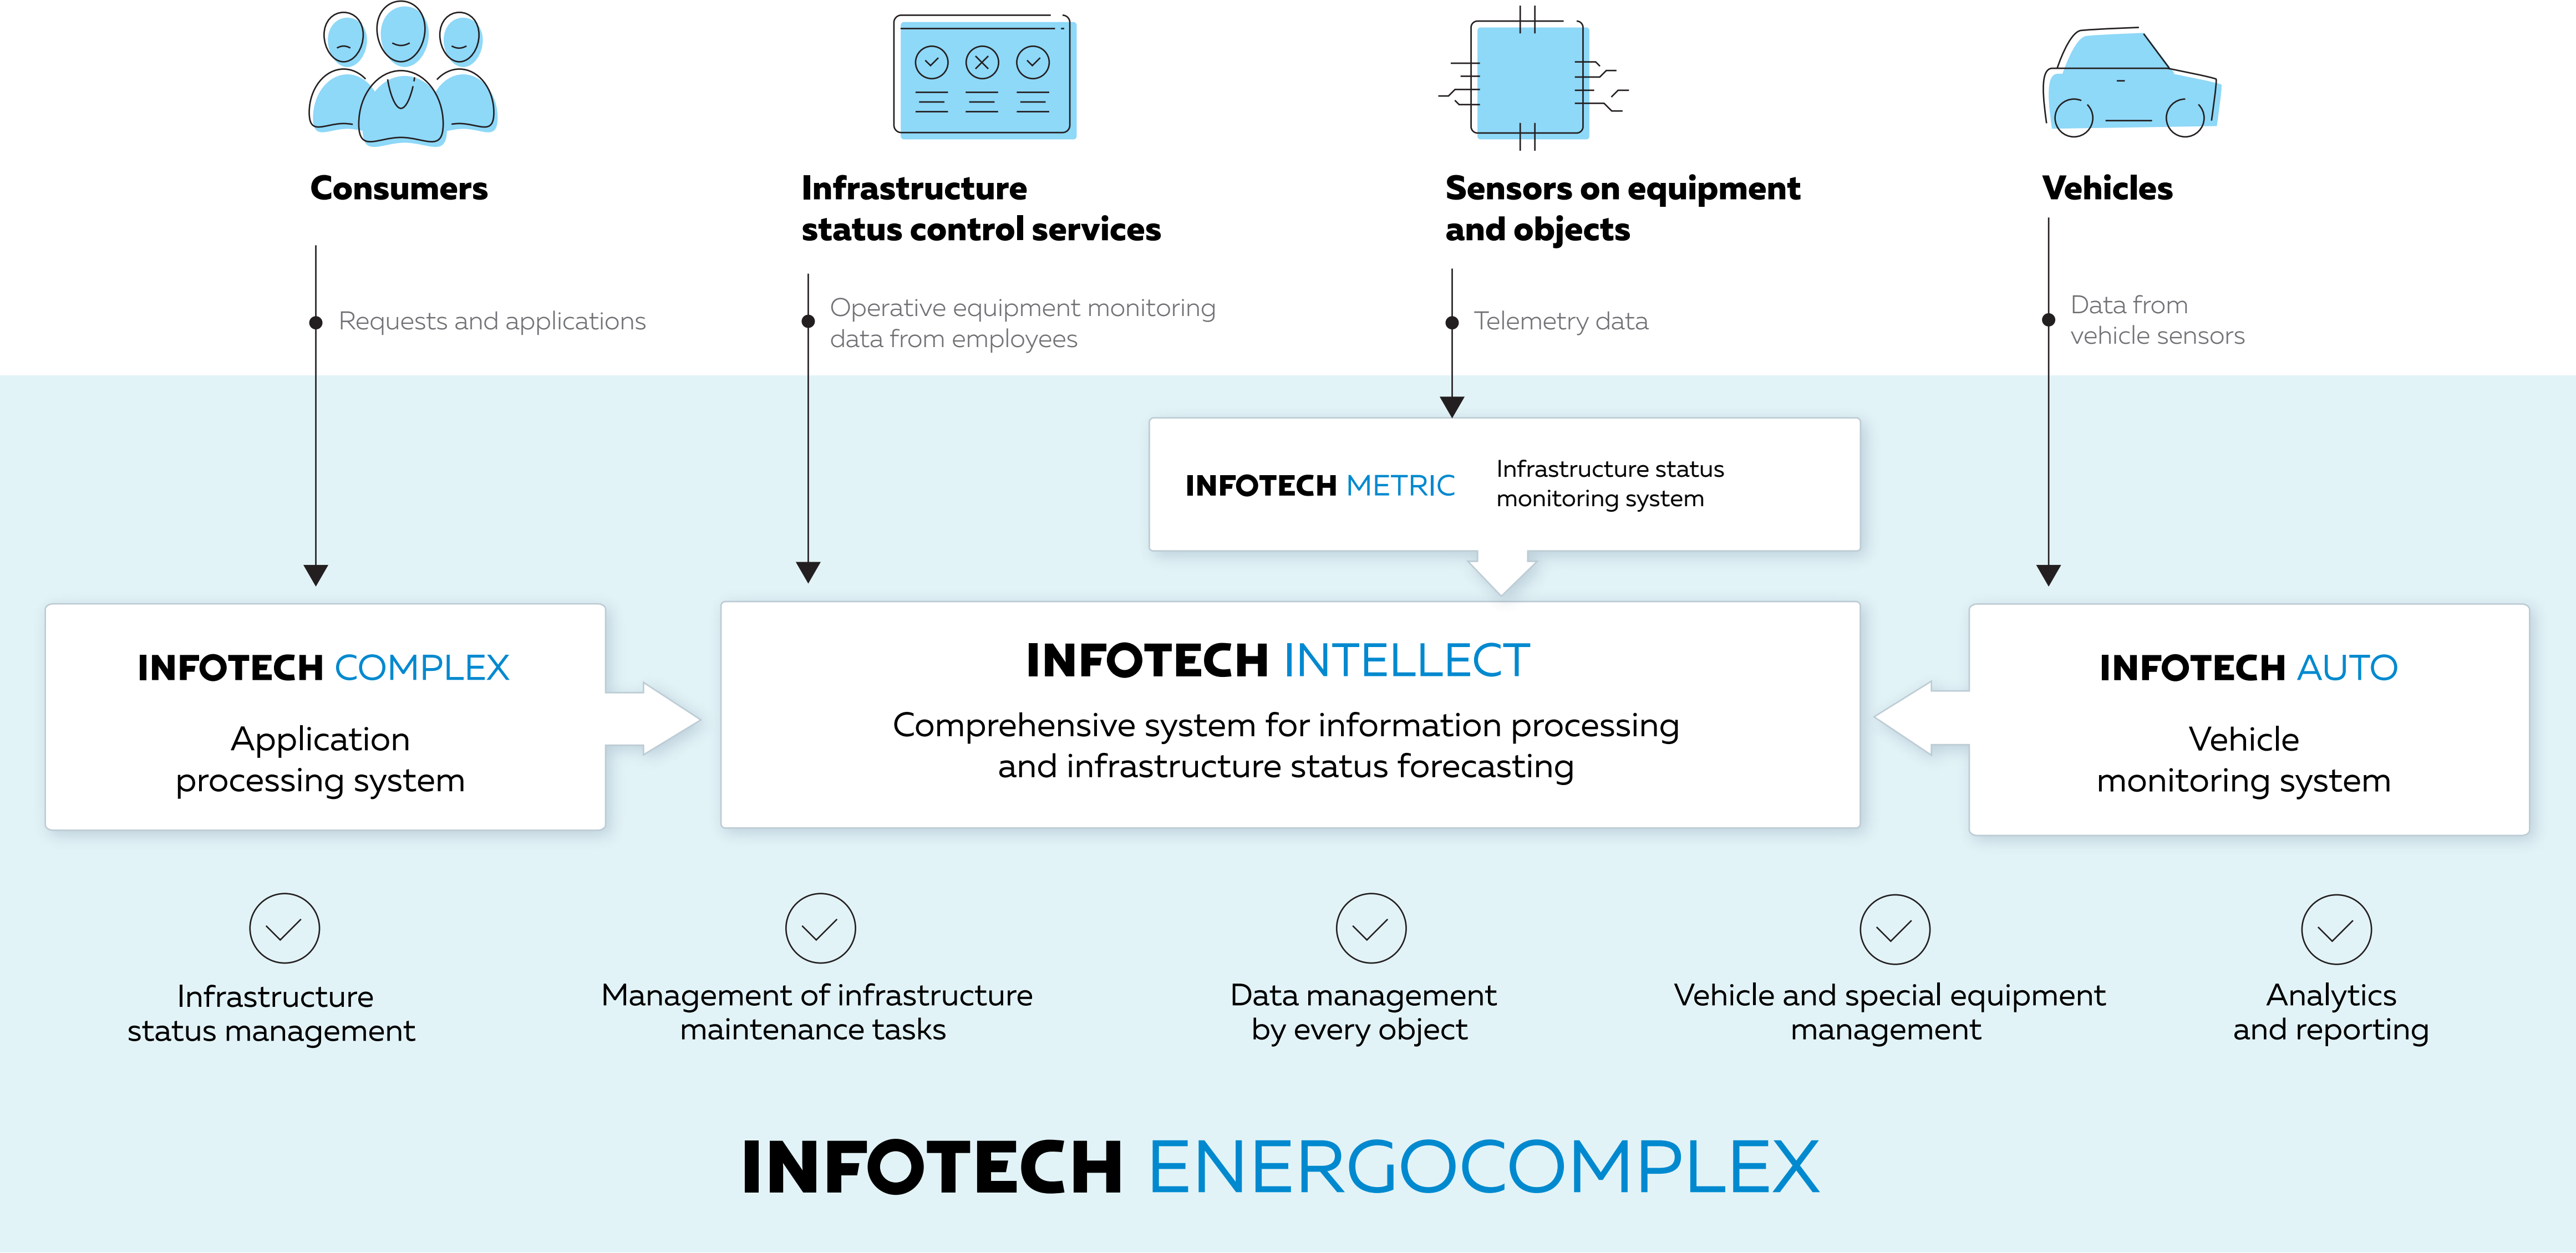 Consumers
Infrastructure
status control services
Sensors on equipment
and objects
Vehicles
Requests and applications
Operative equipment monitoring
data from employees
Telemetry data
Data from
vehicle sensors
INFOTECH METRIC
Infrastructure status
monitoring system
INFOTECH COMPLEX
Application
processing system
INFOTECH INTELLECT
Comprehensive system for information processing
and infrastructure status forecasting
INFOTECH AUTO
Vehicle
monitoring system
Infrastructure
status management
Management of infrastructure
maintenance tasks
Data management
by every object
Vehicle and special equipment
management
Analytics
and reporting
INFOTECH ENERGOCOMPLEX